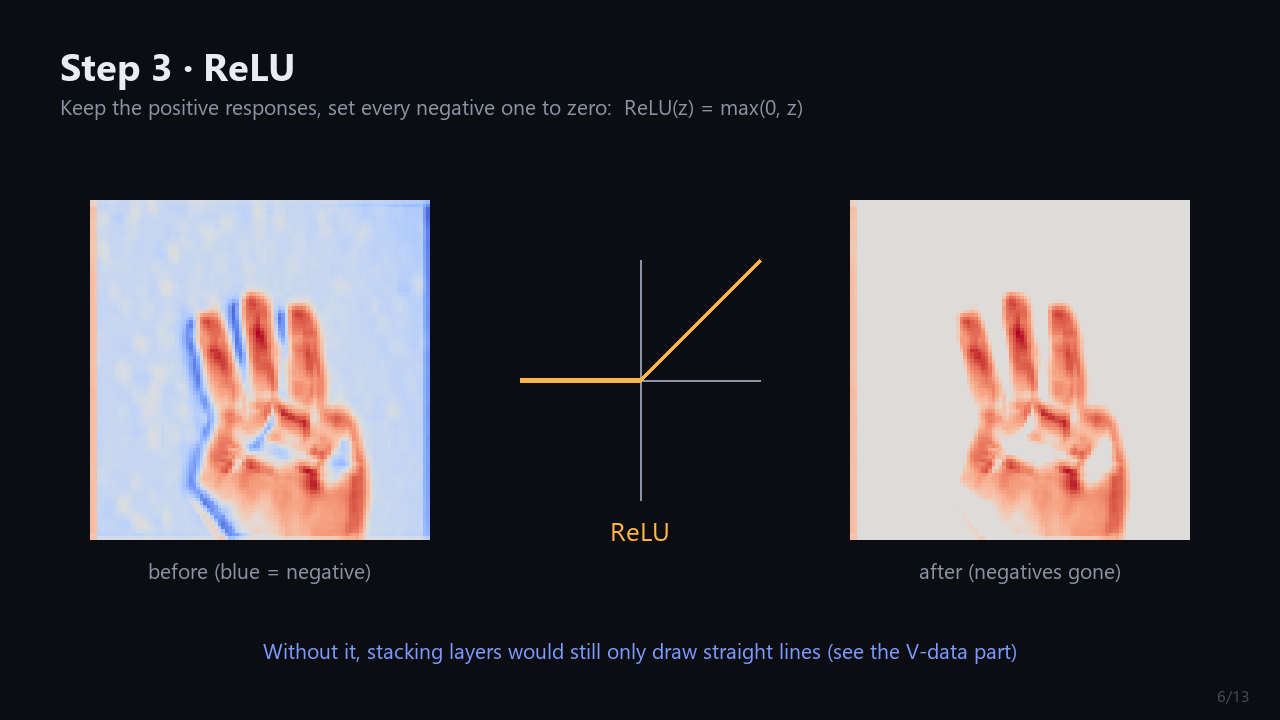 Step 3 · ReLU
Keep the positive responses, set every negative one to zero:  ReLU(z) = max(0, z)
ReLU
before (blue = negative)
after (negatives gone)
Without it, stacking layers would still only draw straight lines (see the V-data part)
6/13